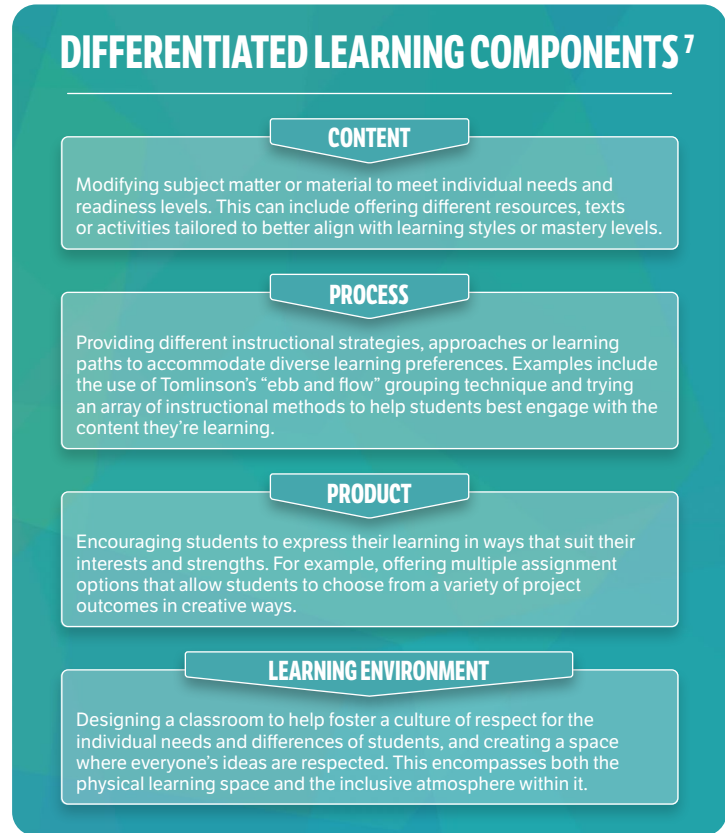 DIFFERENTIATED LEARNING COMPONENTS 7
CONTENT
Modifying subject matter or material to meet individual needs and
readiness levels. This can include offering different resources, texts
or activities tailored to better align with learning styles or mastery levels.
PROCESS
Providing different instructional strategies, approaches or learning
paths to accommodate diverse learning preferences. Examples include
the use of Tomlinson’s “ebb and flow” grouping technique and trying
an array of instructional methods to help students best engage with the
content they’re learning.
PRODUCT
Encouraging students to express their learning in ways that suit their
interests and strengths. For example, offering multiple assignment
options that allow students to choose from a variety of project
outcomes in creative ways.
LEARNING ENVIRONMENT
Designing a classroom to help foster a culture of respect for the
individual needs and differences of students, and creating a space
where everyone’s ideas are respected. This encompasses both the
physical learning space and the inclusive atmosphere within it.